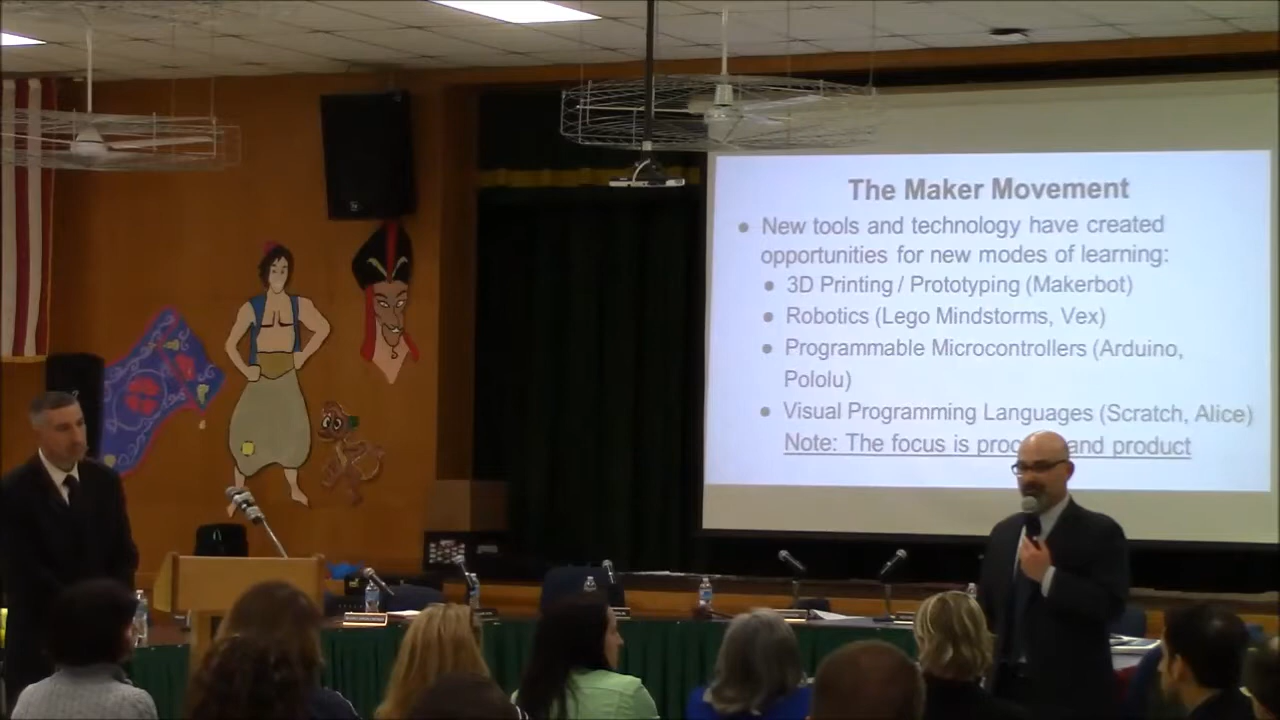 The Maker Movement
• New tools and technology have created
opportunities for new modes of learning:
• 3D Printing / Prototyping (Makerbot)
• Robotics (Lego Mindstorms, Vex)
• Programmable Microcontrollers (Arduino,
Pololu)
• Visual Programming Languages (Scratch, Alice)
Note: The focus is and product